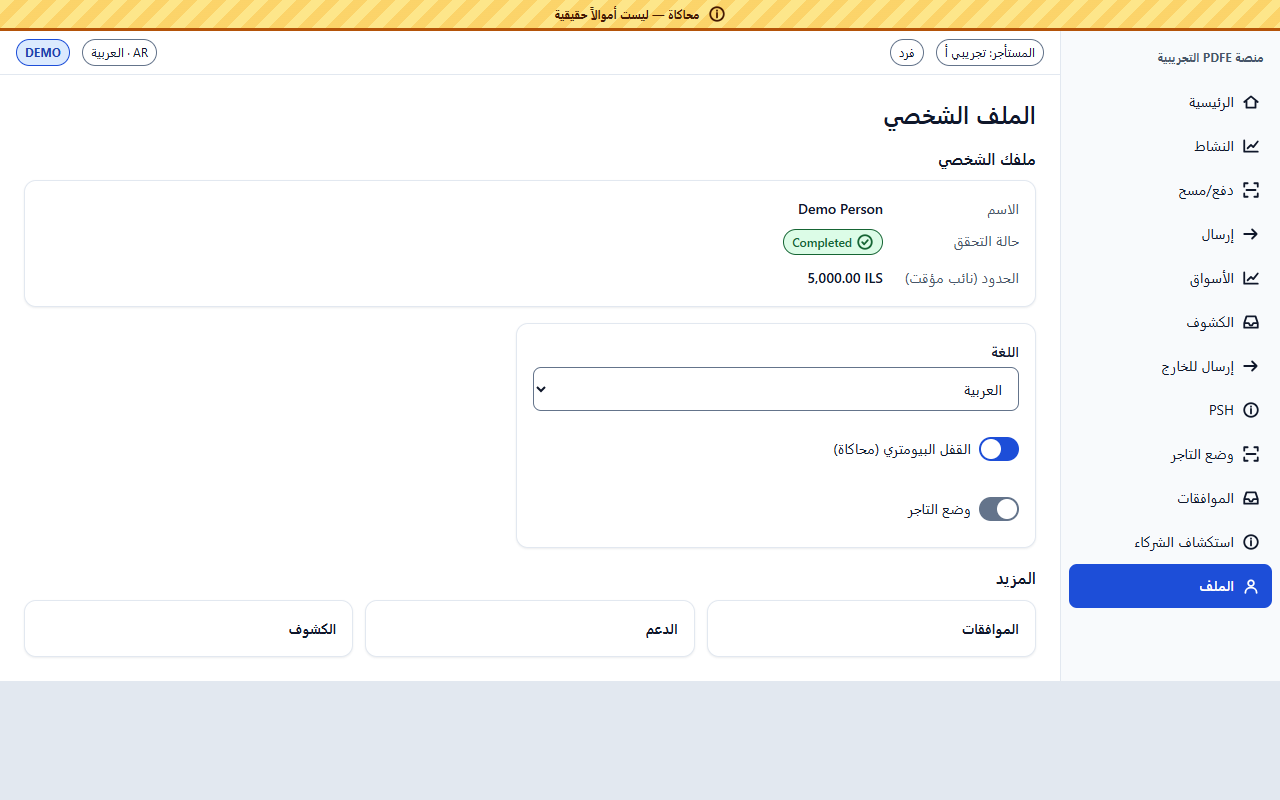 محاكاة — ليست أموالاً حقيقية
منصة PDFE التجريبية
الرئيسية
النشاط
دفع/مسح
إرسال
الأسواق
الكشوف
إرسال للخارج
PSH
وضع التاجر
الموافقات
استكشاف الشركاء
الملف
المستأجر: تجريبي أ
فرد
AR · العربية
DEMO
الملف الشخصي
ملفك الشخصي
الاسم Demo Person
حالة التحقق Completed
الحدود (نائب مؤقت) 5,000.00 ILS
اللغة
العربية
القفل البيومتري (محاكاة)
وضع التاجر
المزيد
الموافقات
الدعم
الكشوف